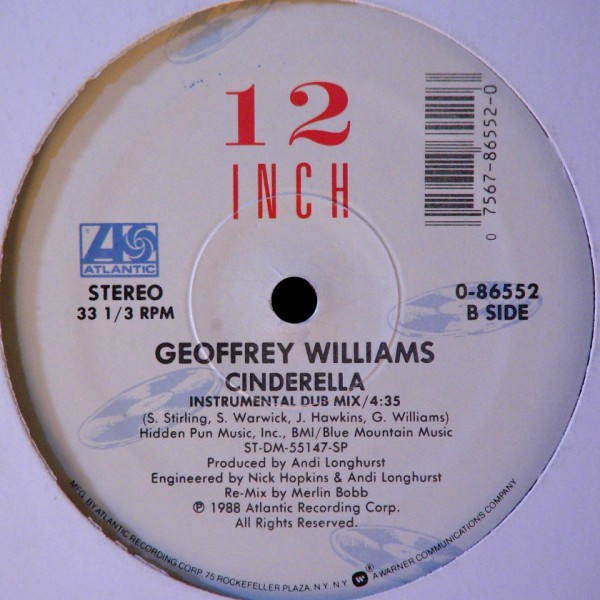 12
INCH
0 7567-86552-0
ATLANTIC
STEREO
33 1/3 RPM
0-86552
B SIDE
GEOFFREY WILLIAMS
CINDERELLA
INSTRUMENTAL DUB MIX/4:35
(S. Stirling, S. Warwick, J. Hawkins, G. Williams)
Hidden Pun Music, Inc., BMI/Blue Mountain Music
ST-DM-55147-SP
Produced by Andi Longhurst
Engineered by Nick Hopkins & Andi Longhurst
Re-Mix by Merlin Bobb
℗ 1988 Atlantic Recording Corp.
All Rights Reserved.
MFG. BY ATLANTIC RECORDING CORP. 75 ROCKEFELLER PLAZA, N.Y. N.Y. A WARNER COMMUNICATIONS COMPANY